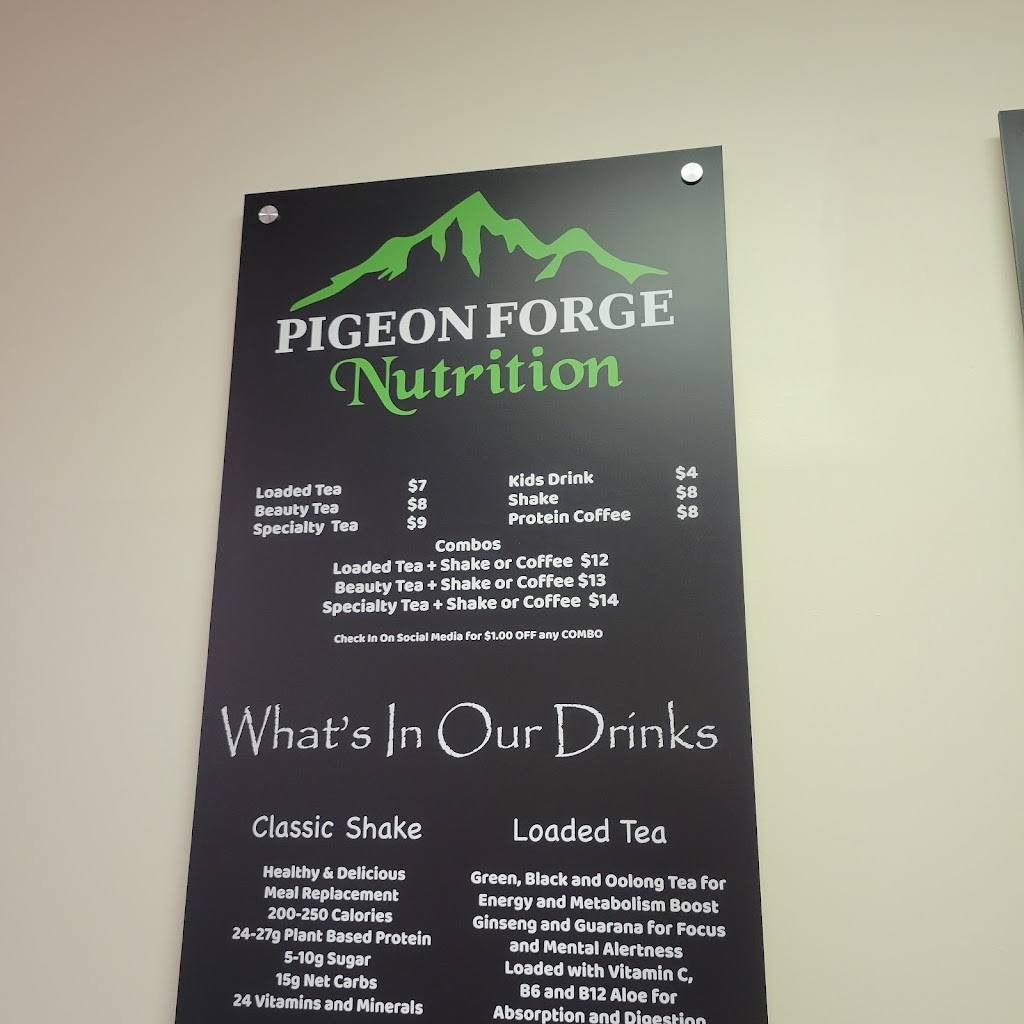 PIGEON FORGE
Nutrition
Loaded Tea $7
Beauty Tea $8
Specialty Tea $9
Kids Drink $4
Shake $8
Protein Coffee $8
Combos
Loaded Tea + Shake or Coffee $12
Beauty Tea + Shake or Coffee $13
Specialty Tea + Shake or Coffee $14
Check In On Social Media for $1.00 OFF any COMBO
What's In Our Drinks
Classic Shake
Healthy & Delicious
Meal Replacement
200-250 Calories
24-27g Plant Based Protein
5-10g Sugar
15g Net Carbs
24 Vitamins and Minerals
Loaded Tea
Green, Black and Oolong Tea for
Energy and Metabolism Boost
Ginseng and Guarana for Focus
and Mental Alertness
Loaded with Vitamin C,
B6 and B12 Aloe for
Absorption and Digestion